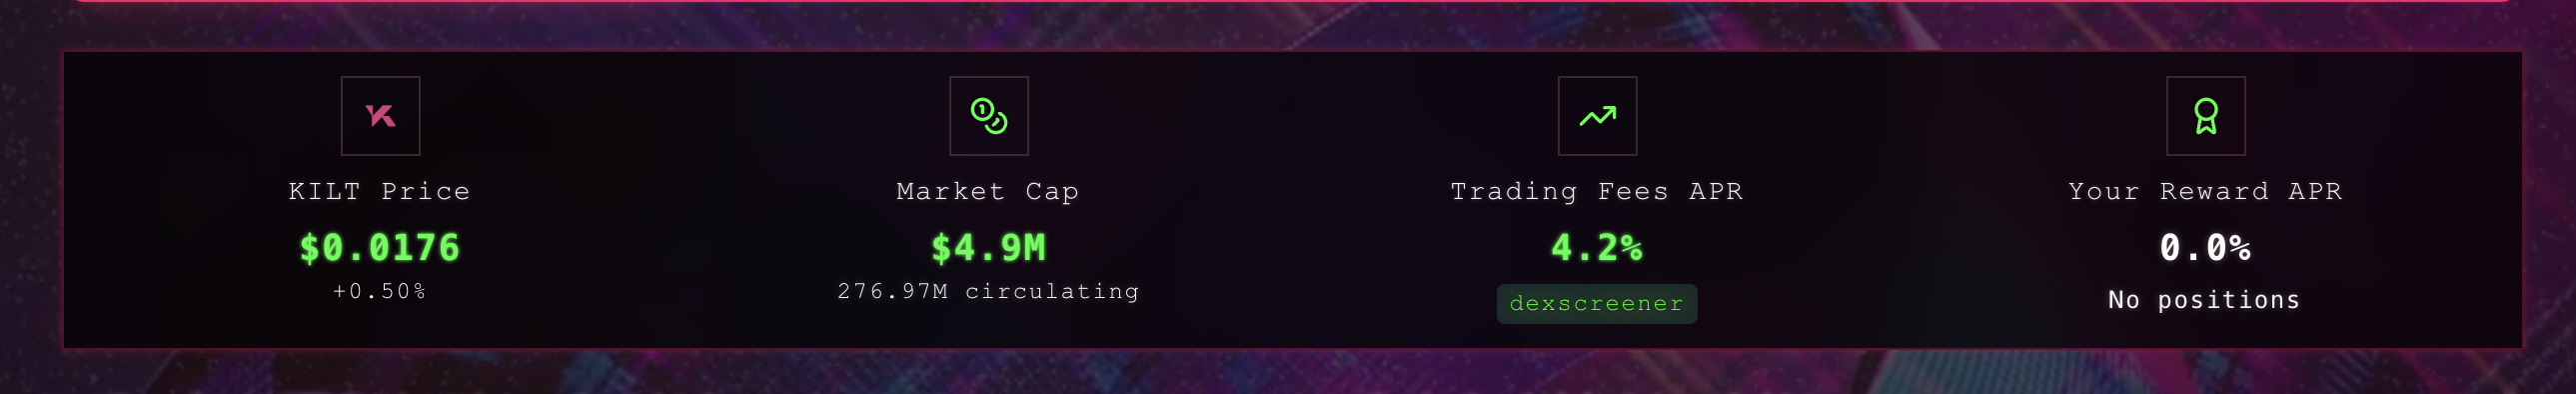 KILT Price
$0.0176
+0.50%
Market Cap
$4.9M
276.97M circulating
Trading Fees APR
4.2%
dexscreener
Your Reward APR
0.0%
No positions